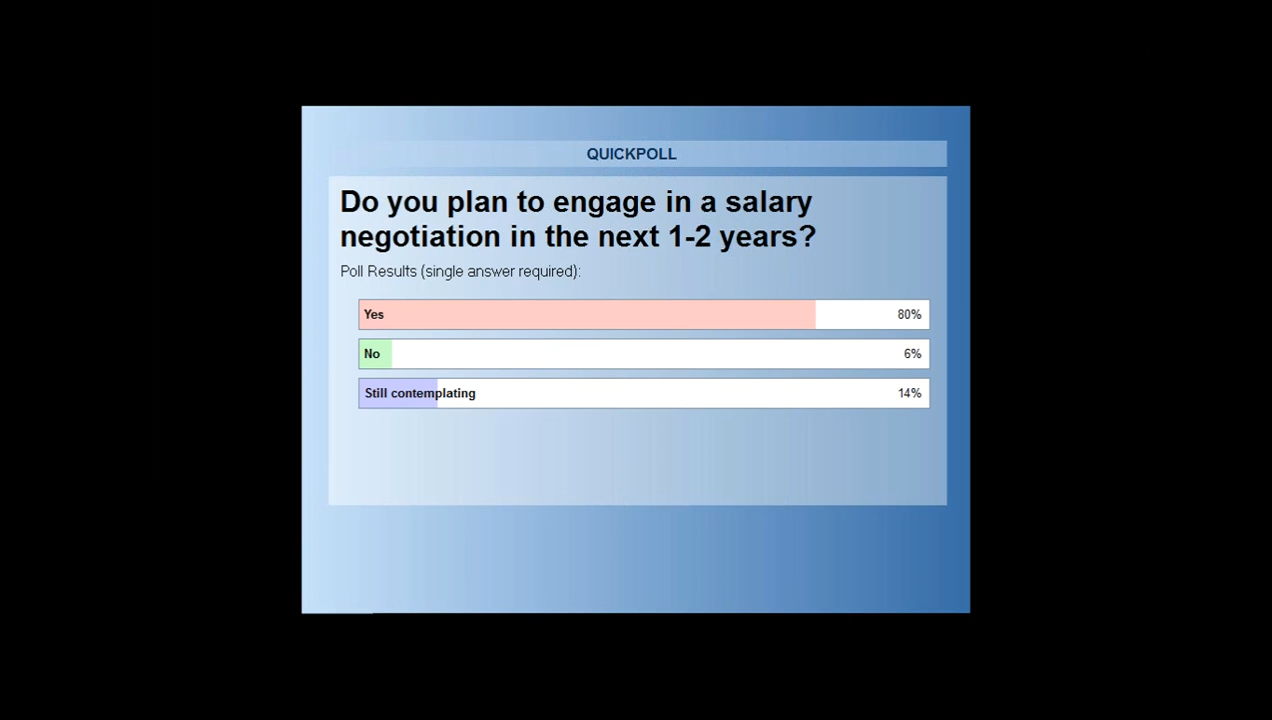 QUICKPOLL
Do you plan to engage in a salary
negotiation in the next 1-2 years?
Poll Results (single answer required):
Yes 80%
No 6%
Still contemplating 14%